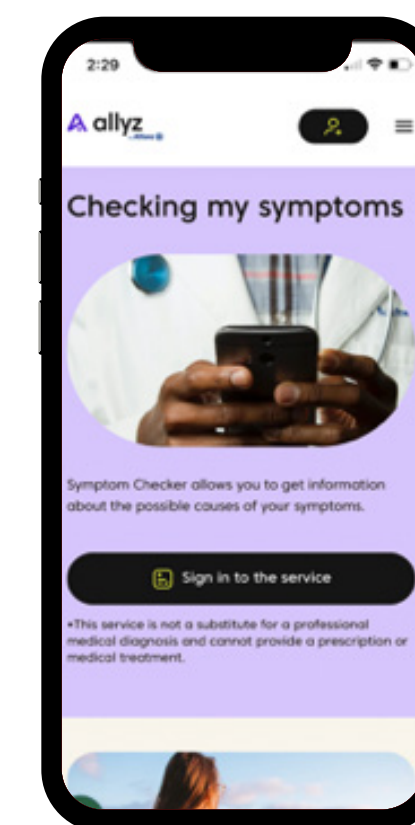 2:29
allyz
Checking my symptoms
Symptom Checker allows you to get information
about the possible causes of your symptoms.
Sign in to the service
*This service is not a substitute for a professional
medical diagnosis and cannot provide a prescription or
medical treatment.